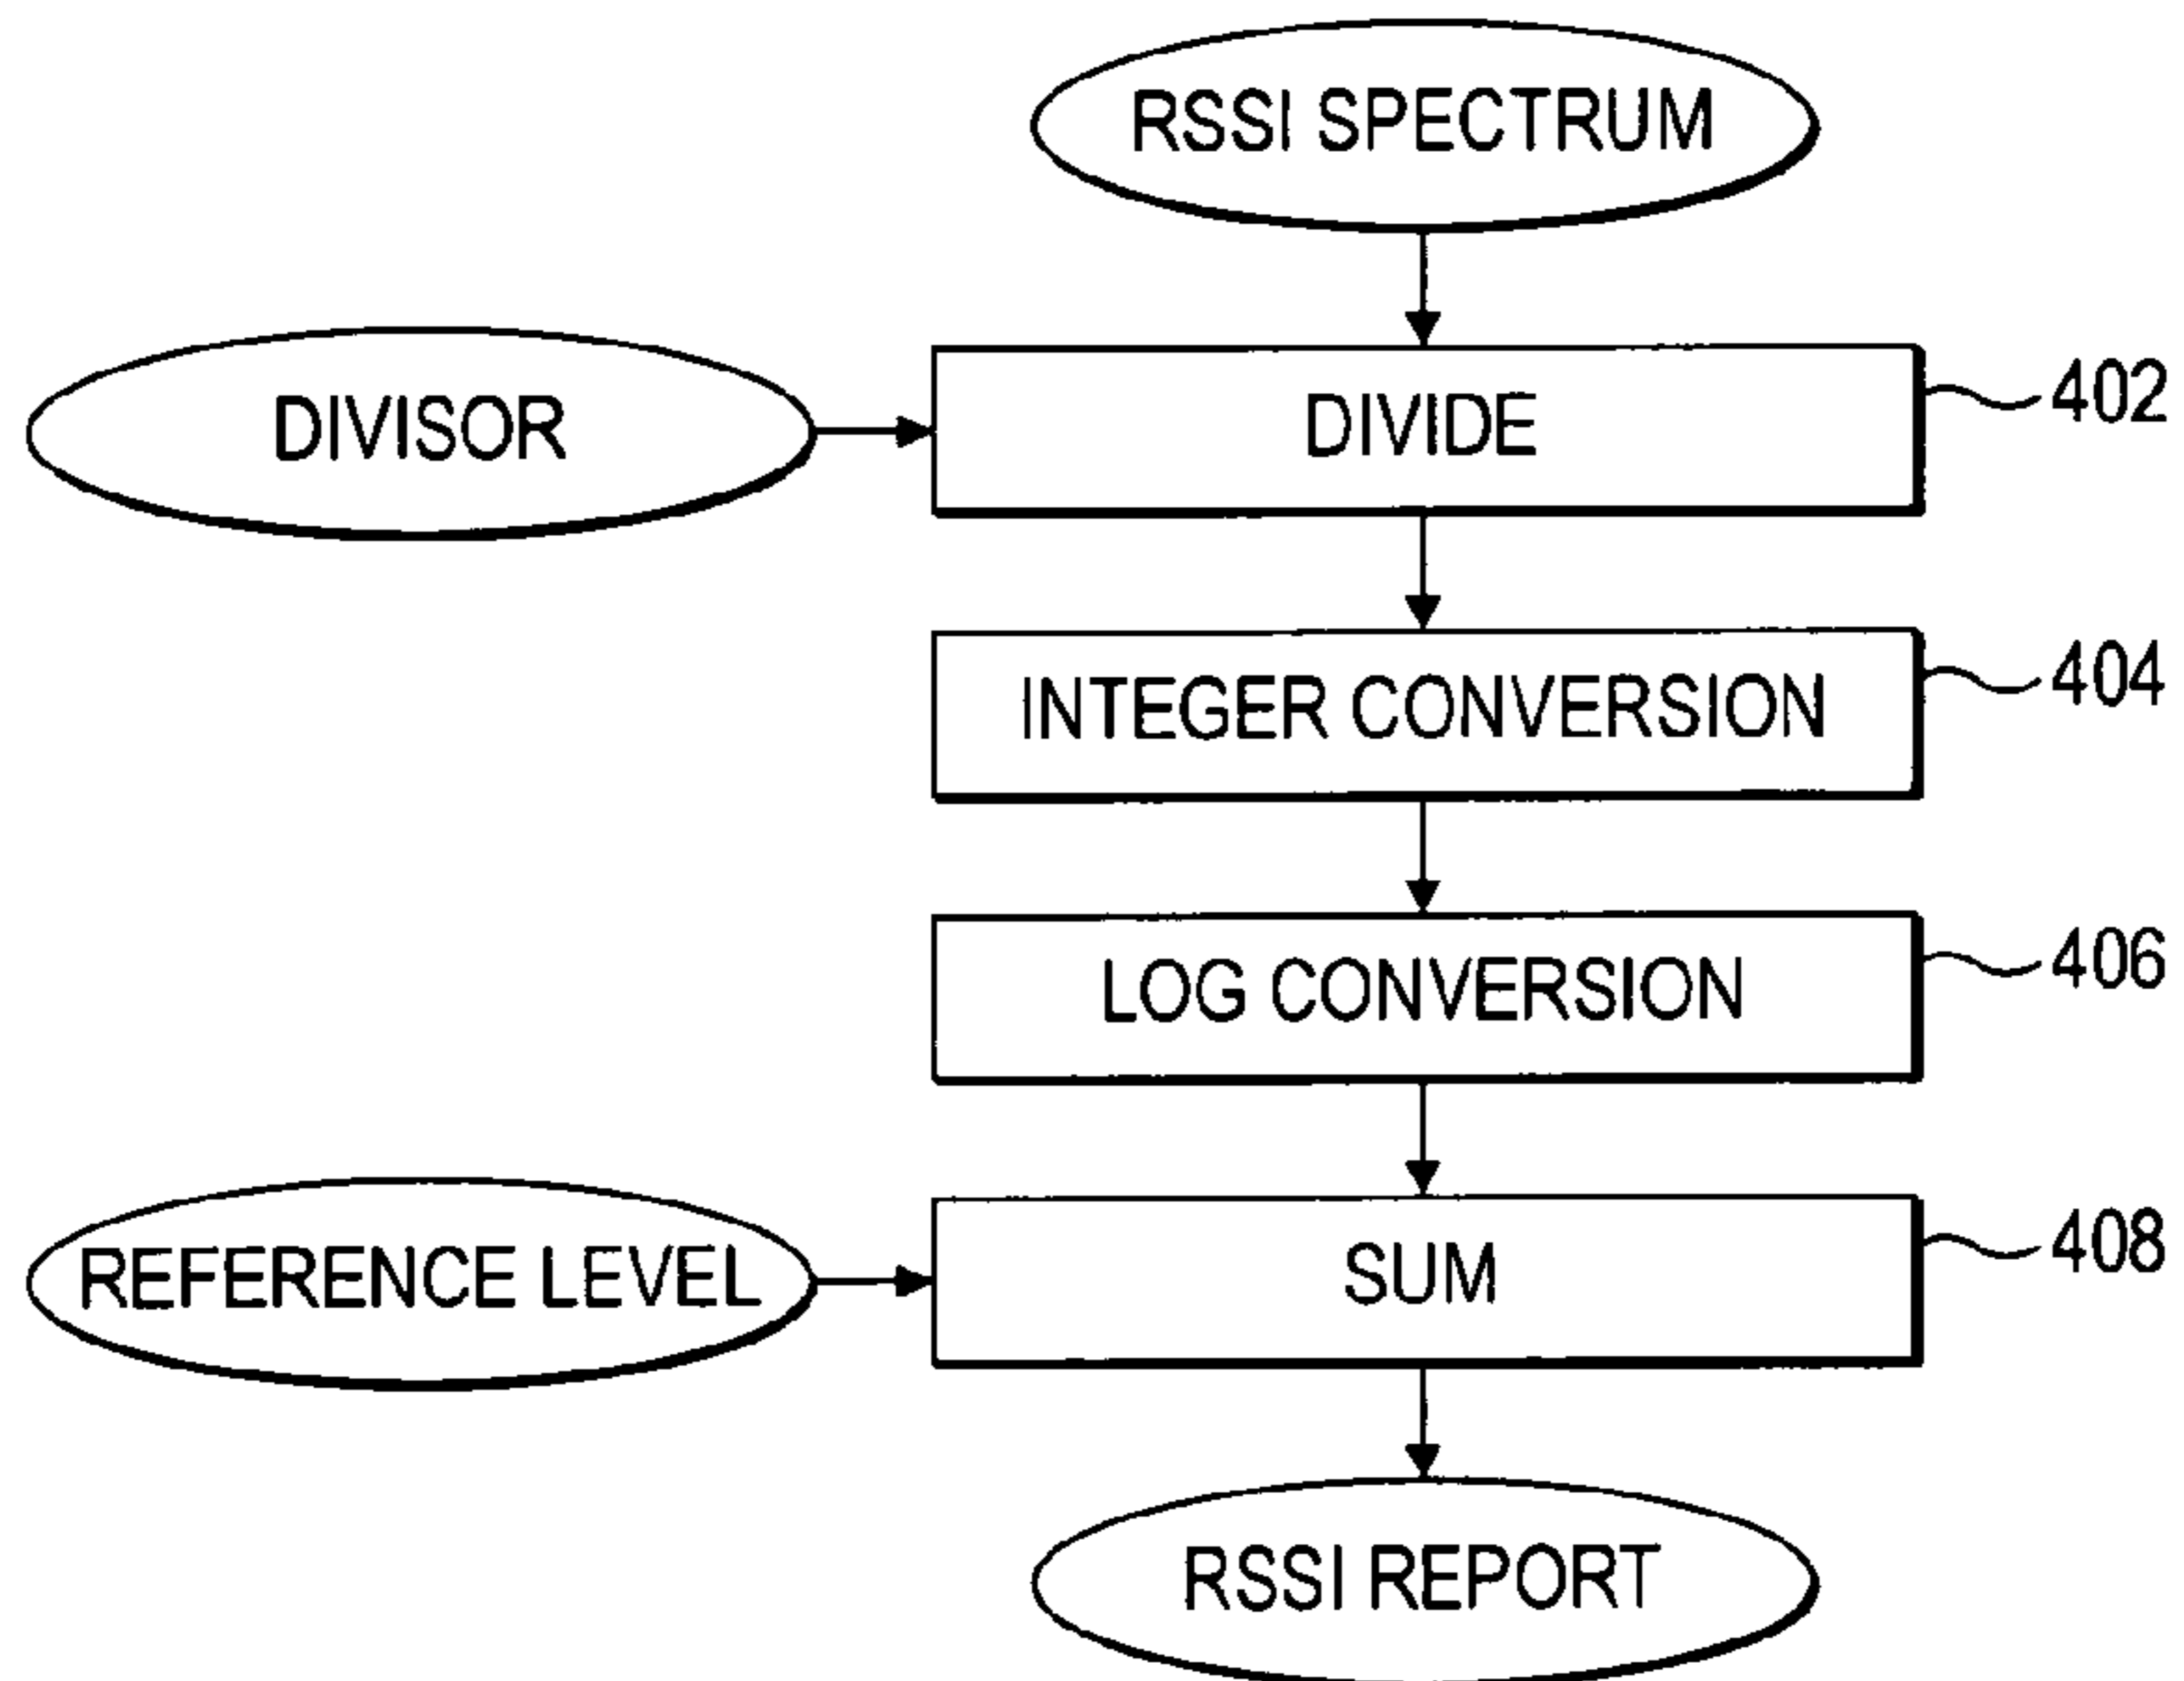 RSSI SPECTRUM
DIVISOR
DIVIDE
402
INTEGER CONVERSION
404
LOG CONVERSION
406
REFERENCE LEVEL
SUM
408
RSSI REPORT